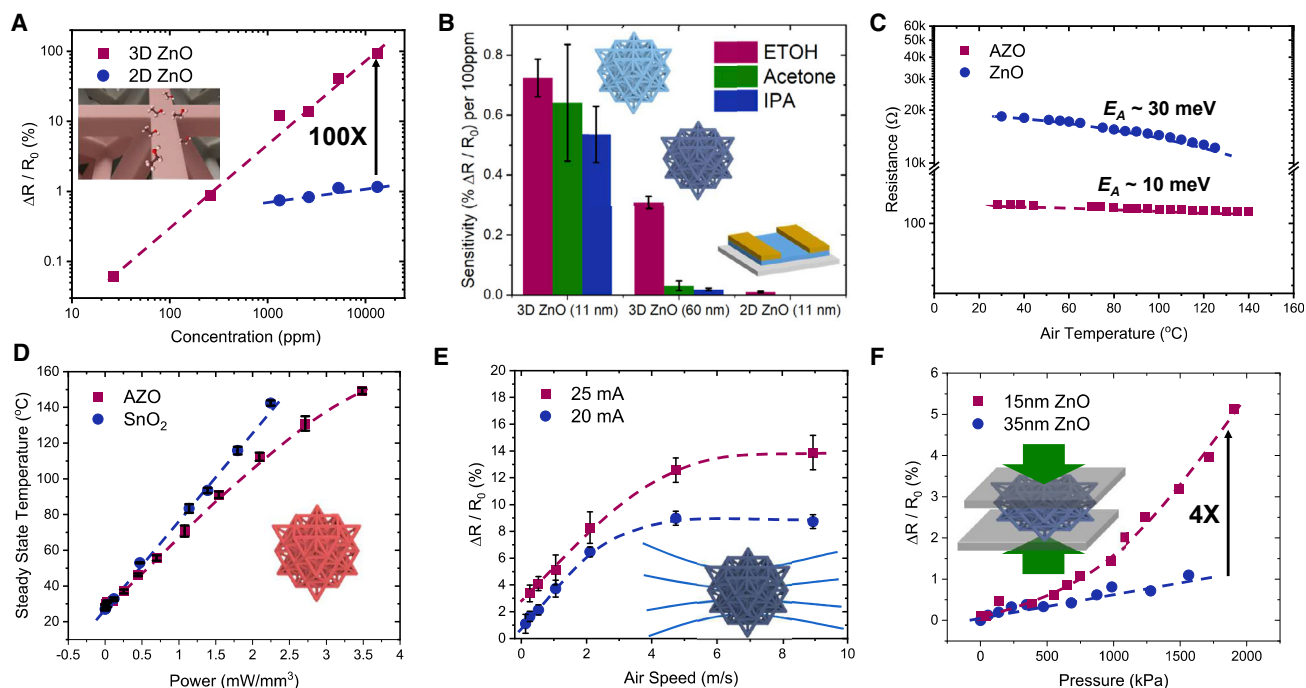 A
3D ZnO
2D ZnO
100X
ΔR / R₀ (%)
100
10
1
0.1
100
1000
10000
Concentration (ppm)
B
ETOH
Acetone
IPA
Sensitivity (% ΔR / R₀) per 100ppm
0.8
0.6
0.4
0.2
0.0
3D ZnO (11 nm)
3D ZnO (60 nm)
2D ZnO (11 nm)
C
AZO
ZnO
E_A ~ 30 meV
E_A ~ 10 meV
Resistance (Ω)
60k
50k
40k
30k
20k
10k
100
0 20 40 60 80 100 120 140 160
Air Temperature (°C)
D
AZO
SnO₂
Steady State Temperature (°C)
160
140
120
100
80
60
40
20
-0.5 0.0 0.5 1.0 1.5 2.0 2.5 3.0 3.5 4.0
Power (mW/mm³)
E
25 mA
20 mA
ΔR / R₀ (%)
20
18
16
14
12
10
8
6
4
2
0
0 2 4 6 8 10
Air Speed (m/s)
F
15nm ZnO
35nm ZnO
4X
ΔR / R₀ (%)
6
5
4
3
2
1
0
0 500 1000 1500 2000
Pressure (kPa)